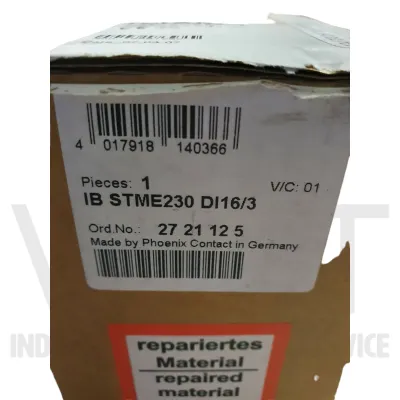 4 017918 140366
Pieces: 1 V/C: 01
IB STME230 DI16/3
Ord.No.: 27 21 12 5
Made by Phoenix Contact in Germany
repariertes
Material
repaired
material